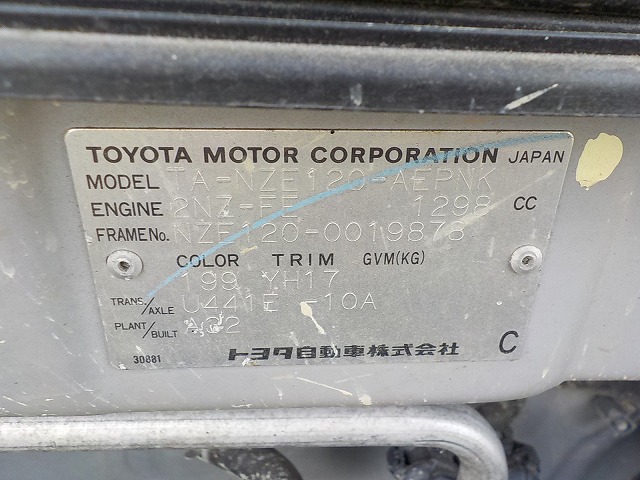 TOYOTA MOTOR CORPORATION JAPAN
MODEL TA-NZE120-AEPNK
ENGINE 2NZ-FE 1298 CC
FRAME No. NZE120-0019878
COLOR TRIM GVM(KG)
199 YH17
TRANS./AXLE U441E -10A
PLANT/BUILT
トヨタ自動車株式会社 C
30881